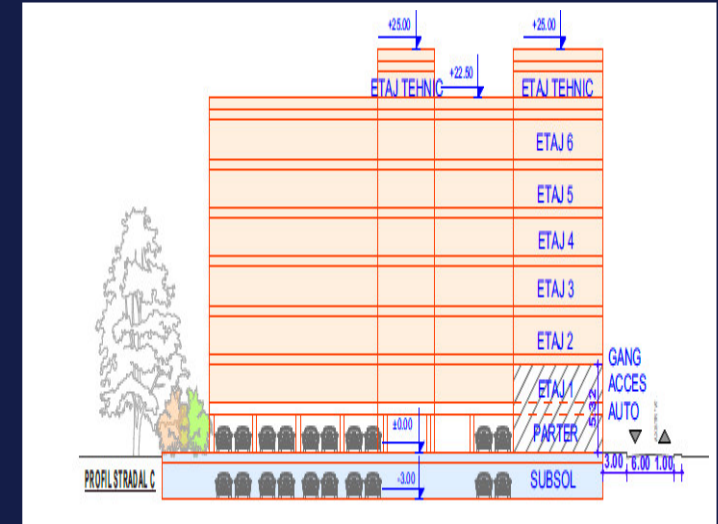 +25.00
+25.00
+22.50
ETAJ TEHNIC
ETAJ TEHNIC
ETAJ 6
ETAJ 5
ETAJ 4
ETAJ 3
ETAJ 2
GANG
ETAJ 1
ACCES
5.32
AUTO
±0.00
PARTER
3.00
6.00
1.00
PROFIL STRADAL C
-3.00
SUBSOL